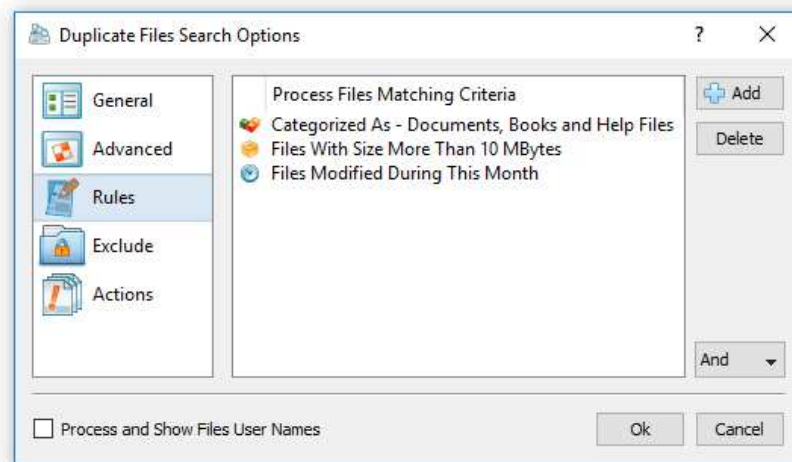 Duplicate Files Search Options
?
General
Advanced
Rules
Exclude
Actions
Process Files Matching Criteria
Categorized As - Documents, Books and Help Files
Files With Size More Than 10 MBytes
Files Modified During This Month
Add
Delete
And
Process and Show Files User Names
Ok
Cancel